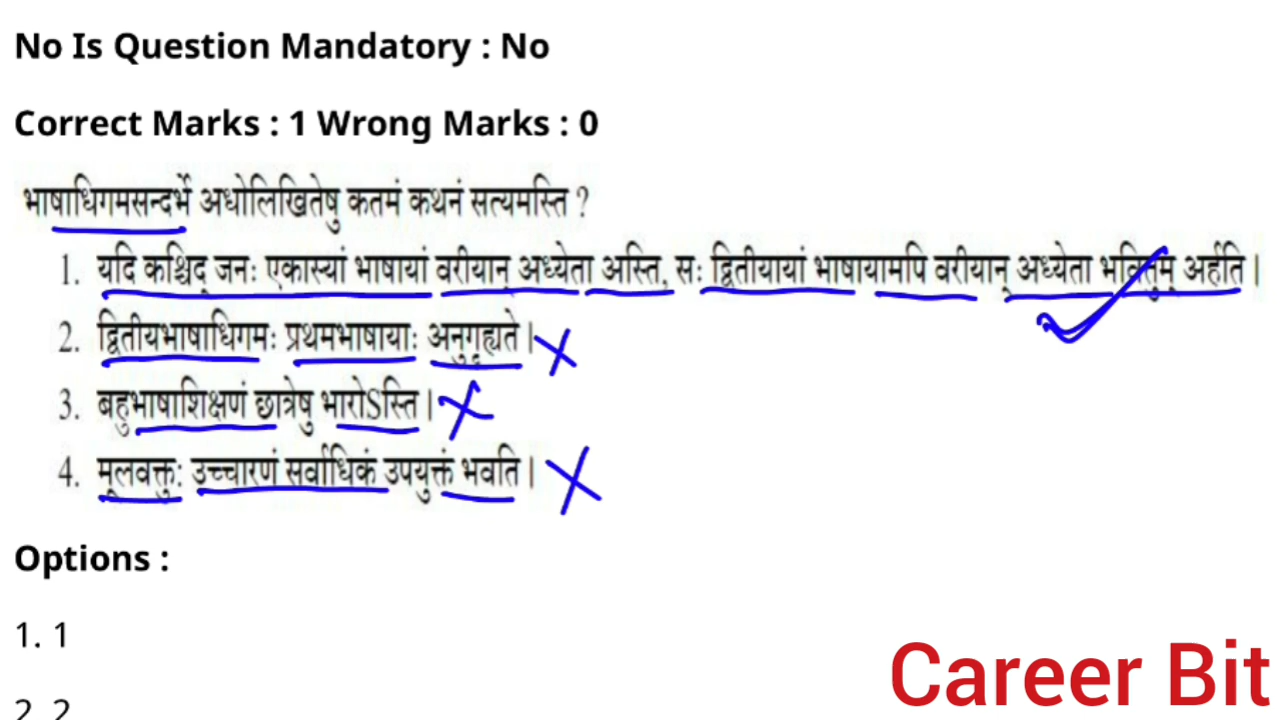 No Is Question Mandatory : No
Correct Marks : 1 Wrong Marks : 0
भाषाधिगमसन्दर्भे अधोलिखितेषु कतमं कथनं सत्यमस्ति ?
1. यदि कश्चिद् जनः एकास्यां भाषायां वरीयान् अध्येता अस्ति, सः द्वितीयायां भाषायामपि वरीयान् अध्येता भवितुम् अर्हति |
2. द्वितीयभाषाधिगमः प्रथमभाषायाः अनुगृह्यते |
3. बहुभाषाशिक्षणं छात्रेषु भारोऽस्ति |
4. मूलवक्तुः उच्चारणं सर्वाधिकं उपयुक्तं भवति |
Options :
1. 1
2. 2
Career Bit